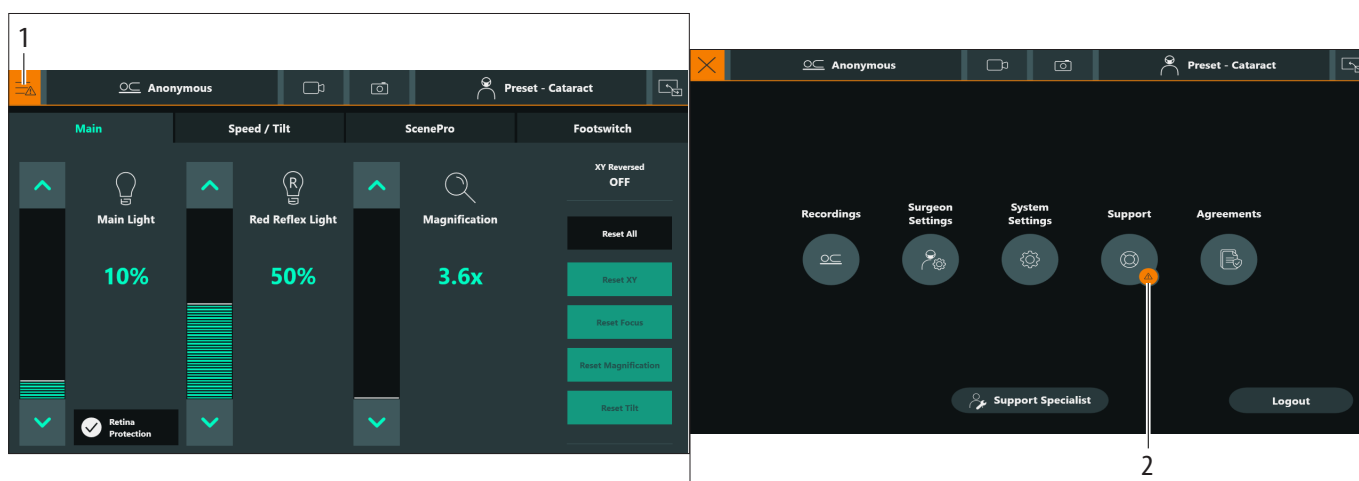 1
Anonymous
Preset - Cataract
Main
Speed / Tilt
ScenePro
Footswitch
Main Light
10%
Retina
Protection
R
Red Reflex Light
50%
Magnification
3.6x
XY Reversed
OFF
Reset All
Reset XY
Reset Focus
Reset Magnification
Reset Tilt
Anonymous
Preset - Cataract
Recordings
Surgeon
Settings
System
Settings
Support
Agreements
Support Specialist
Logout
2